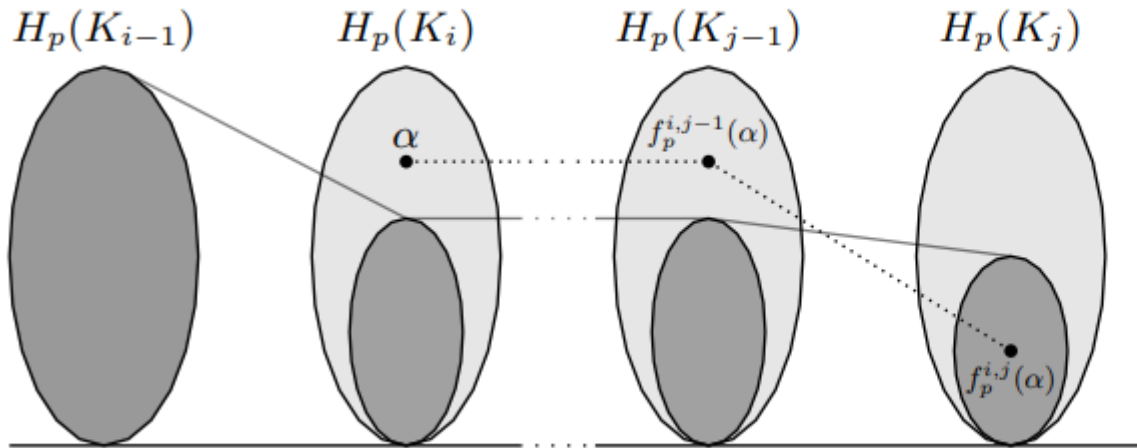 H_p(K_{i-1}) H_p(K_i) H_p(K_{j-1}) H_p(K_j)
α f_p^{i,j-1}(α)
f_p^{i,j}(α)